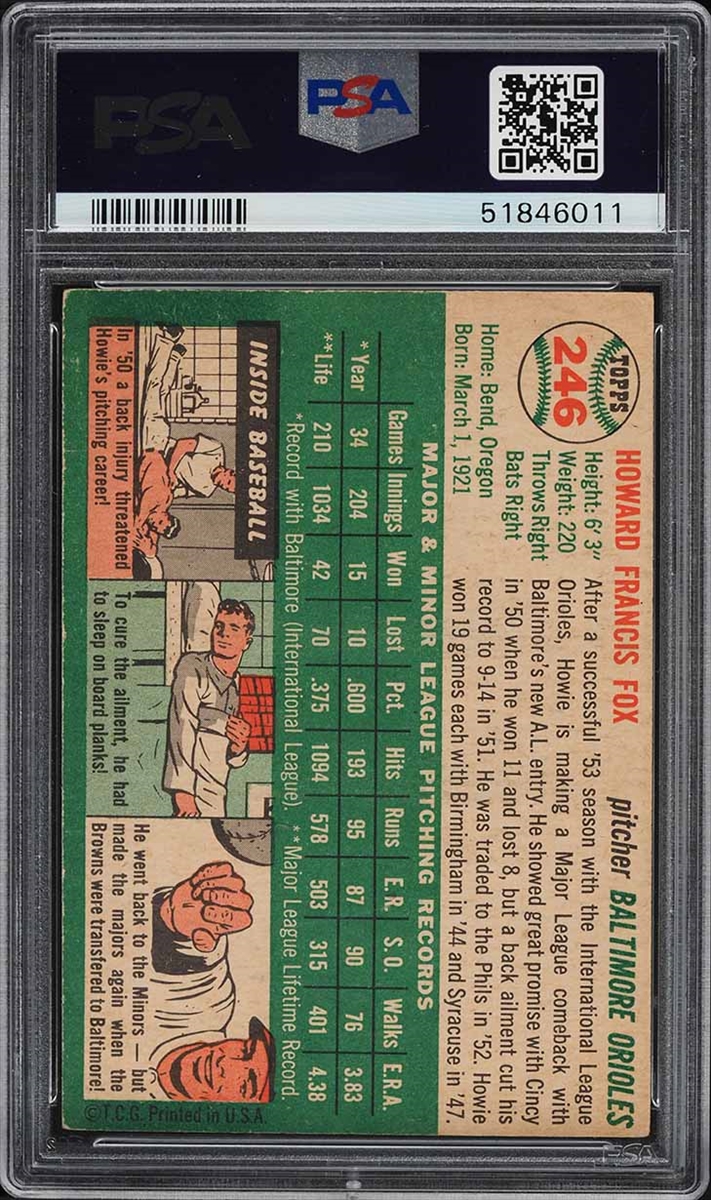 PSA
PSA
51846011
TOPPS
246
HOWARD FRANCIS FOX pitcher BALTIMORE ORIOLES
Height: 6' 3"
Weight: 220
Throws Right
Bats Right
Home: Bend, Oregon
Born: March 1, 1921
After a successful '53 season with the International League
Orioles, Howie is making a Major League comeback with
Baltimore's new A.L. entry. He showed great promise with Cincy
in '50 when he won 11 and lost 8, but a back ailment cut his
record to 9-14 in '51. He was traded to the Phils in '52. Howie
won 19 games each with Birmingham in '44 and Syracuse in '47.
MAJOR & MINOR LEAGUE PITCHING RECORDS
Games Innings Won Lost Pct. Hits Runs E.R. S.O. Walks E.R.A.
*Year 34 204 15 10 .600 193 95 87 90 76 3.83
**Life 210 1034 42 70 .375 1094 578 503 315 401 4.38
*Record with Baltimore (International League). **Major League Lifetime Record.
INSIDE BASEBALL
In '50 a back injury threatened
Howie's pitching career!
To cure the ailment, he had
to sleep on board planks!
He went back to the Minors — but
made the majors again when the
Browns were transferred to Baltimore!
©T.C.G. Printed in U.S.A.
PSA